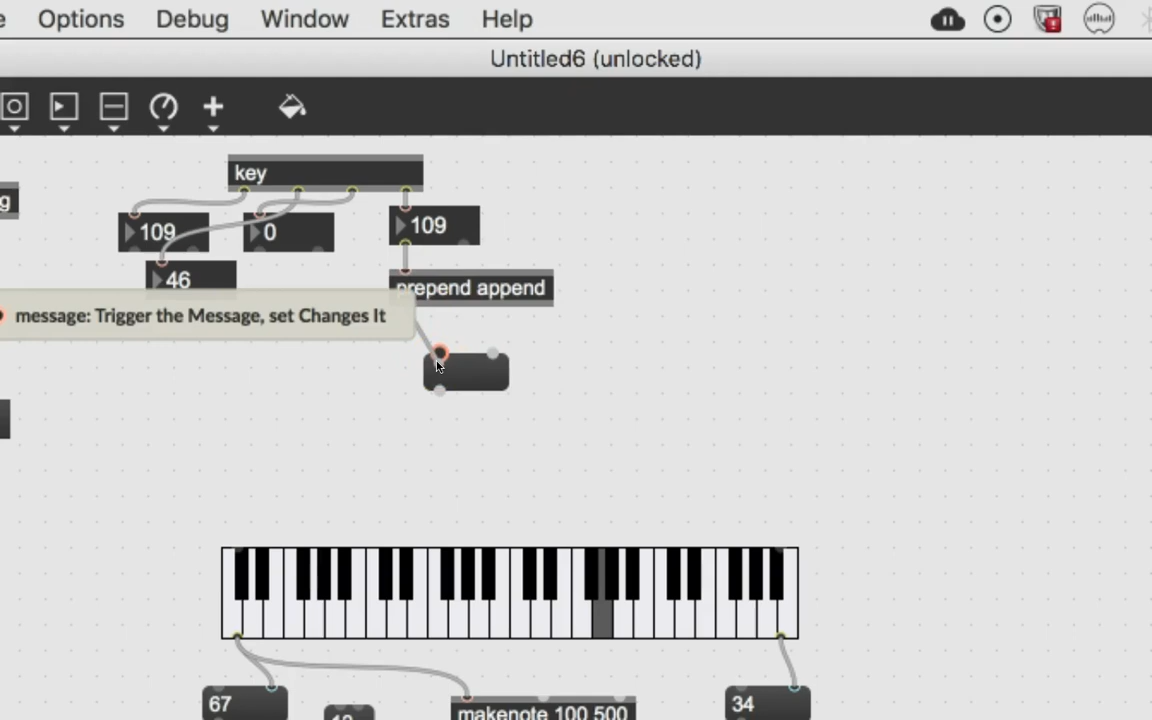 Options Debug Window Extras Help
Untitled6 (unlocked)
key
109
0
109
46
prepend append
message: Trigger the Message, set Changes It
67
makenote 100 500
34